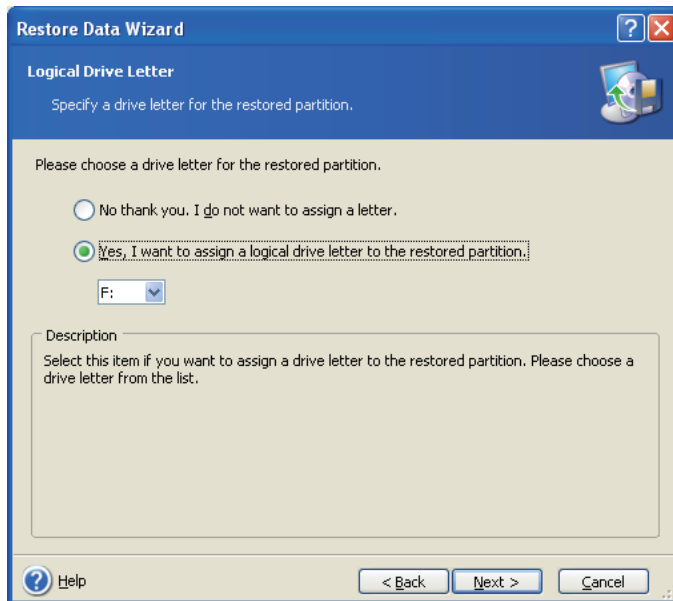 Restore Data Wizard
Logical Drive Letter
Specify a drive letter for the restored partition.
Please choose a drive letter for the restored partition.
No thank you. I do not want to assign a letter.
Yes, I want to assign a logical drive letter to the restored partition.
F:
Description
Select this item if you want to assign a drive letter to the restored partition. Please choose a
drive letter from the list.
Help
< Back
Next >
Cancel